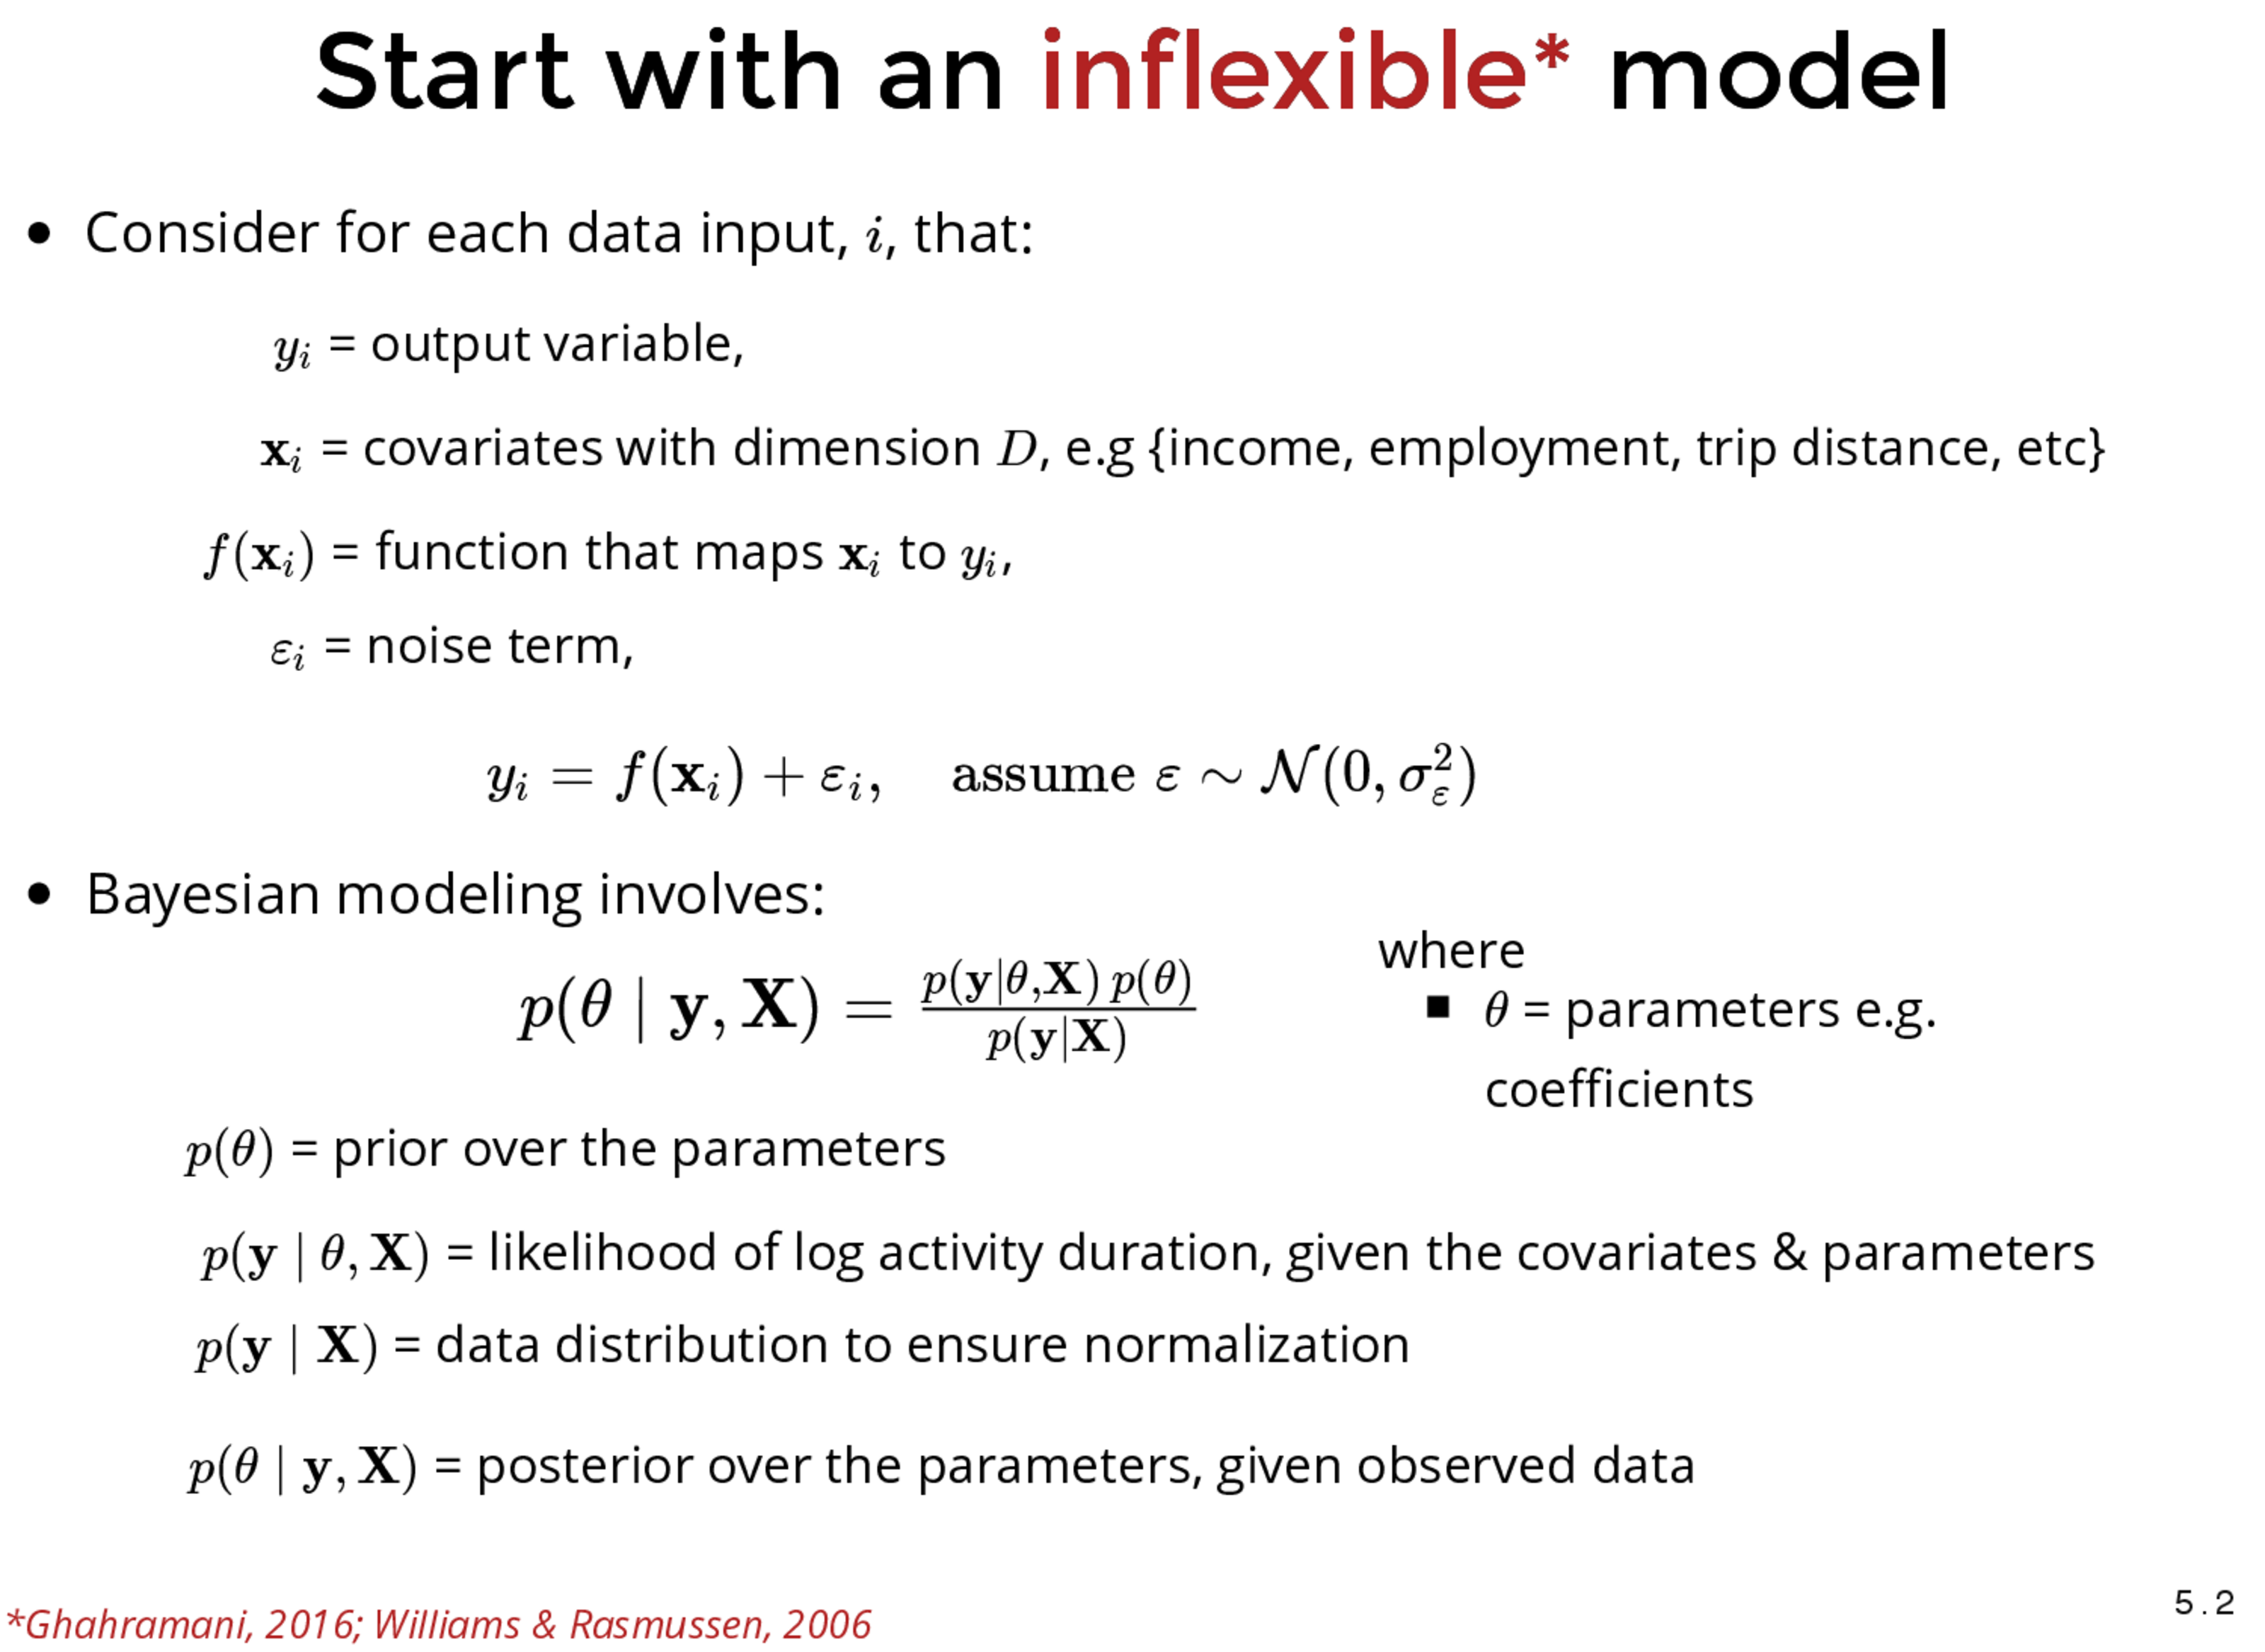 Start with an inflexible* model
• Consider for each data input, i, that:
yᵢ = output variable,
𝐱ᵢ = covariates with dimension D, e.g {income, employment, trip distance, etc}
f(𝐱ᵢ) = function that maps 𝐱ᵢ to yᵢ,
εᵢ = noise term,
yᵢ = f(𝐱ᵢ) + εᵢ, assume ε ∼ 𝒩(0, σ_ε^2)
• Bayesian modeling involves:
p(θ | 𝐲, 𝐗) = p(𝐲|θ,𝐗) p(θ) / p(𝐲|𝐗)
where
■ θ = parameters e.g.
coefficients
p(θ) = prior over the parameters
p(𝐲 | θ, 𝐗) = likelihood of log activity duration, given the covariates & parameters
p(𝐲 | 𝐗) = data distribution to ensure normalization
p(θ | 𝐲, 𝐗) = posterior over the parameters, given observed data
*Ghahramani, 2016; Williams & Rasmussen, 2006
5.2